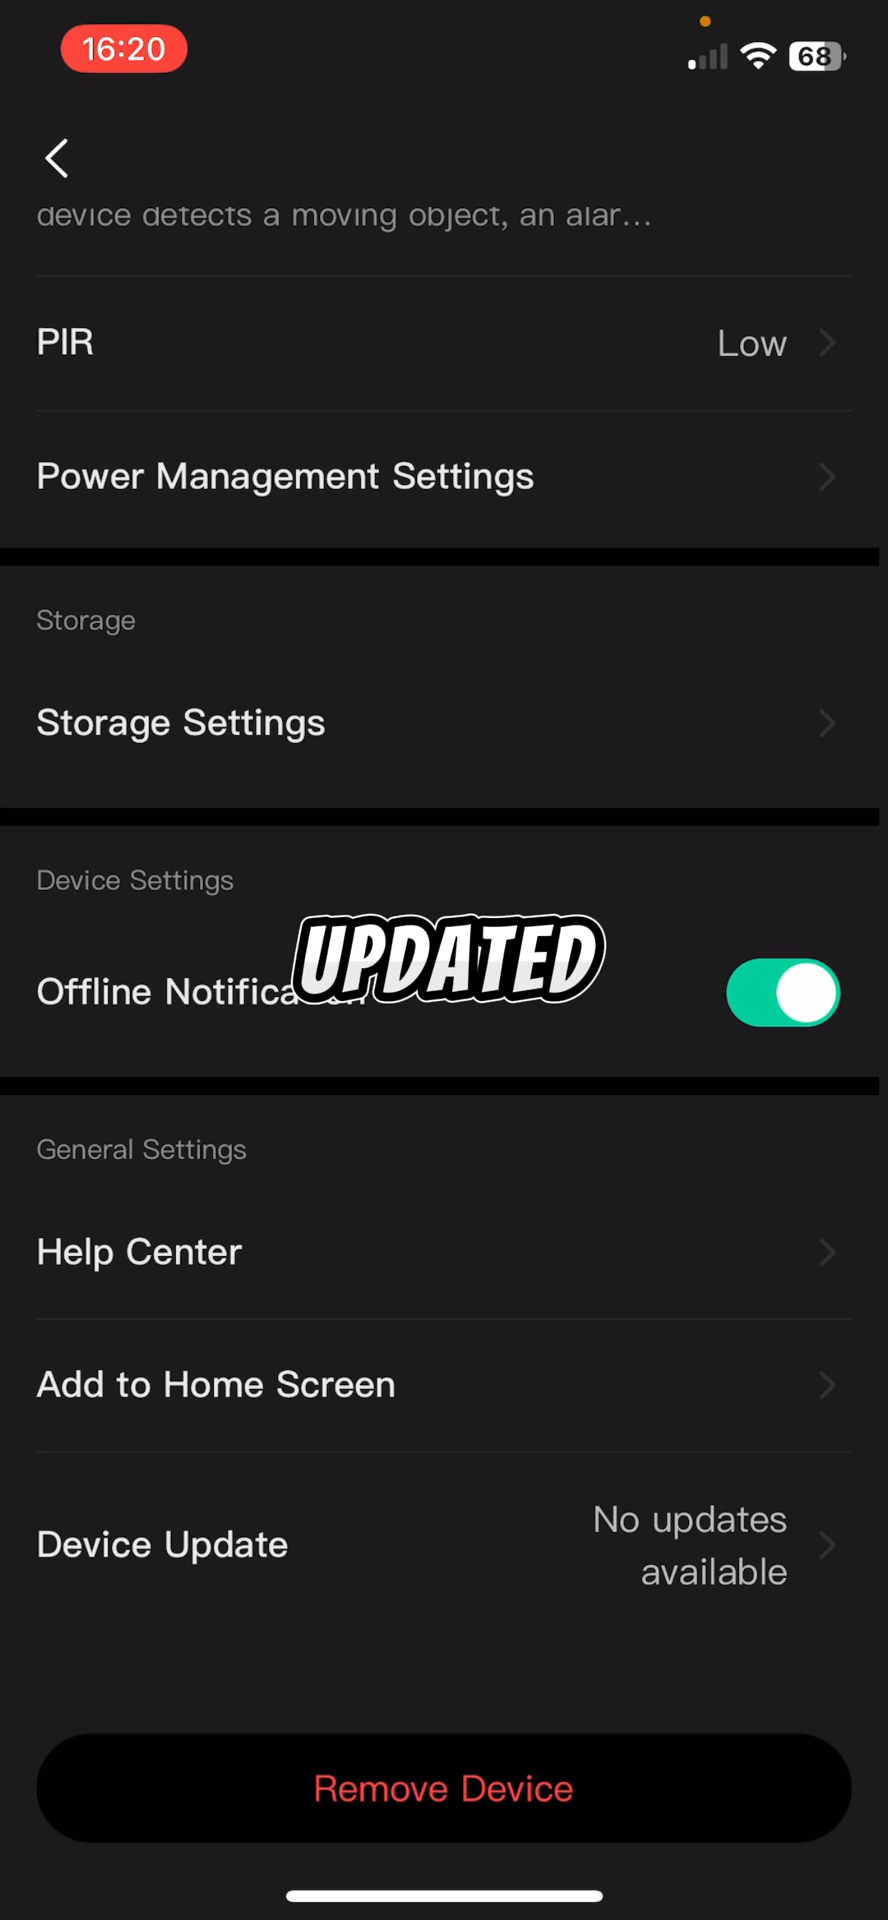 16:20
68
device detects a moving object, an alar...
PIR
Low
Power Management Settings
Storage
Storage Settings
Device Settings
UPDATED
Offline
General Settings
Help Center
Add to Home Screen
Device Update
No updates
available
Remove Device